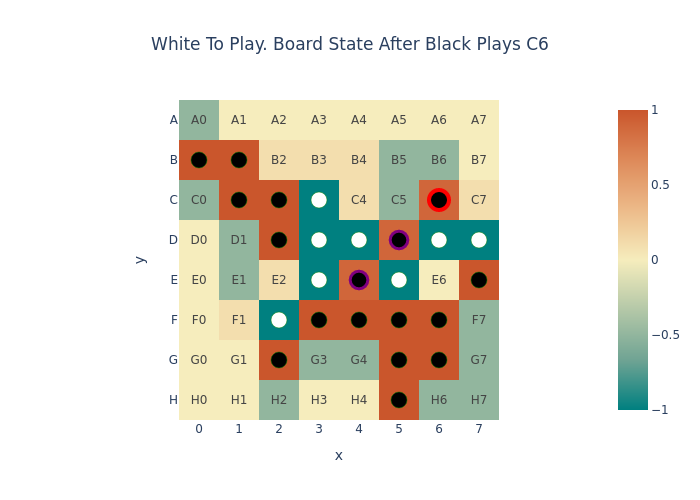 White To Play. Board State After Black Plays C6
A A0 A1 A2 A3 A4 A5 A6 A7 1
B B2 B3 B4 B5 B6 B7
C C0 C4 C5 C7 0.5
D D0 D1
y 0
E E0 E1 E2 E6
F F0 F1 F7 −0.5
G G0 G1 G3 G4 G7
H H0 H1 H2 H3 H4 H6 H7 −1
0 1 2 3 4 5 6 7
x